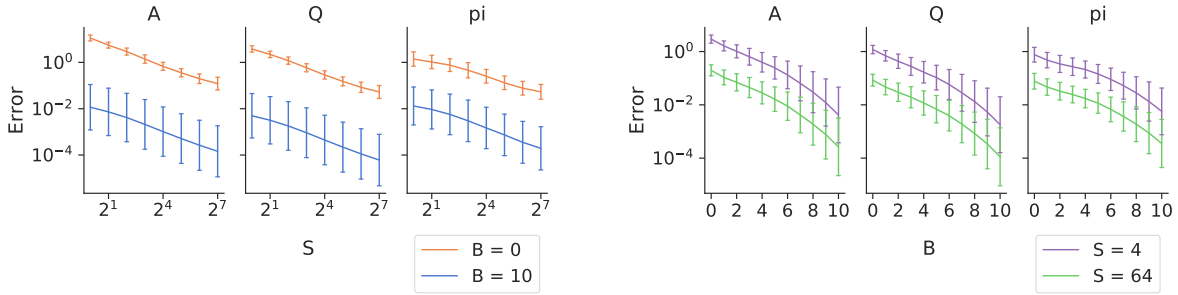 A Q pi
Error
10^0
10^-2
10^-4
2^1 2^4 2^7 2^1 2^4 2^7 2^1 2^4 2^7
S
B = 0
B = 10
A Q pi
Error
10^0
10^-2
10^-4
0 2 4 6 8 10 0 2 4 6 8 10 0 2 4 6 8 10
B
S = 4
S = 64